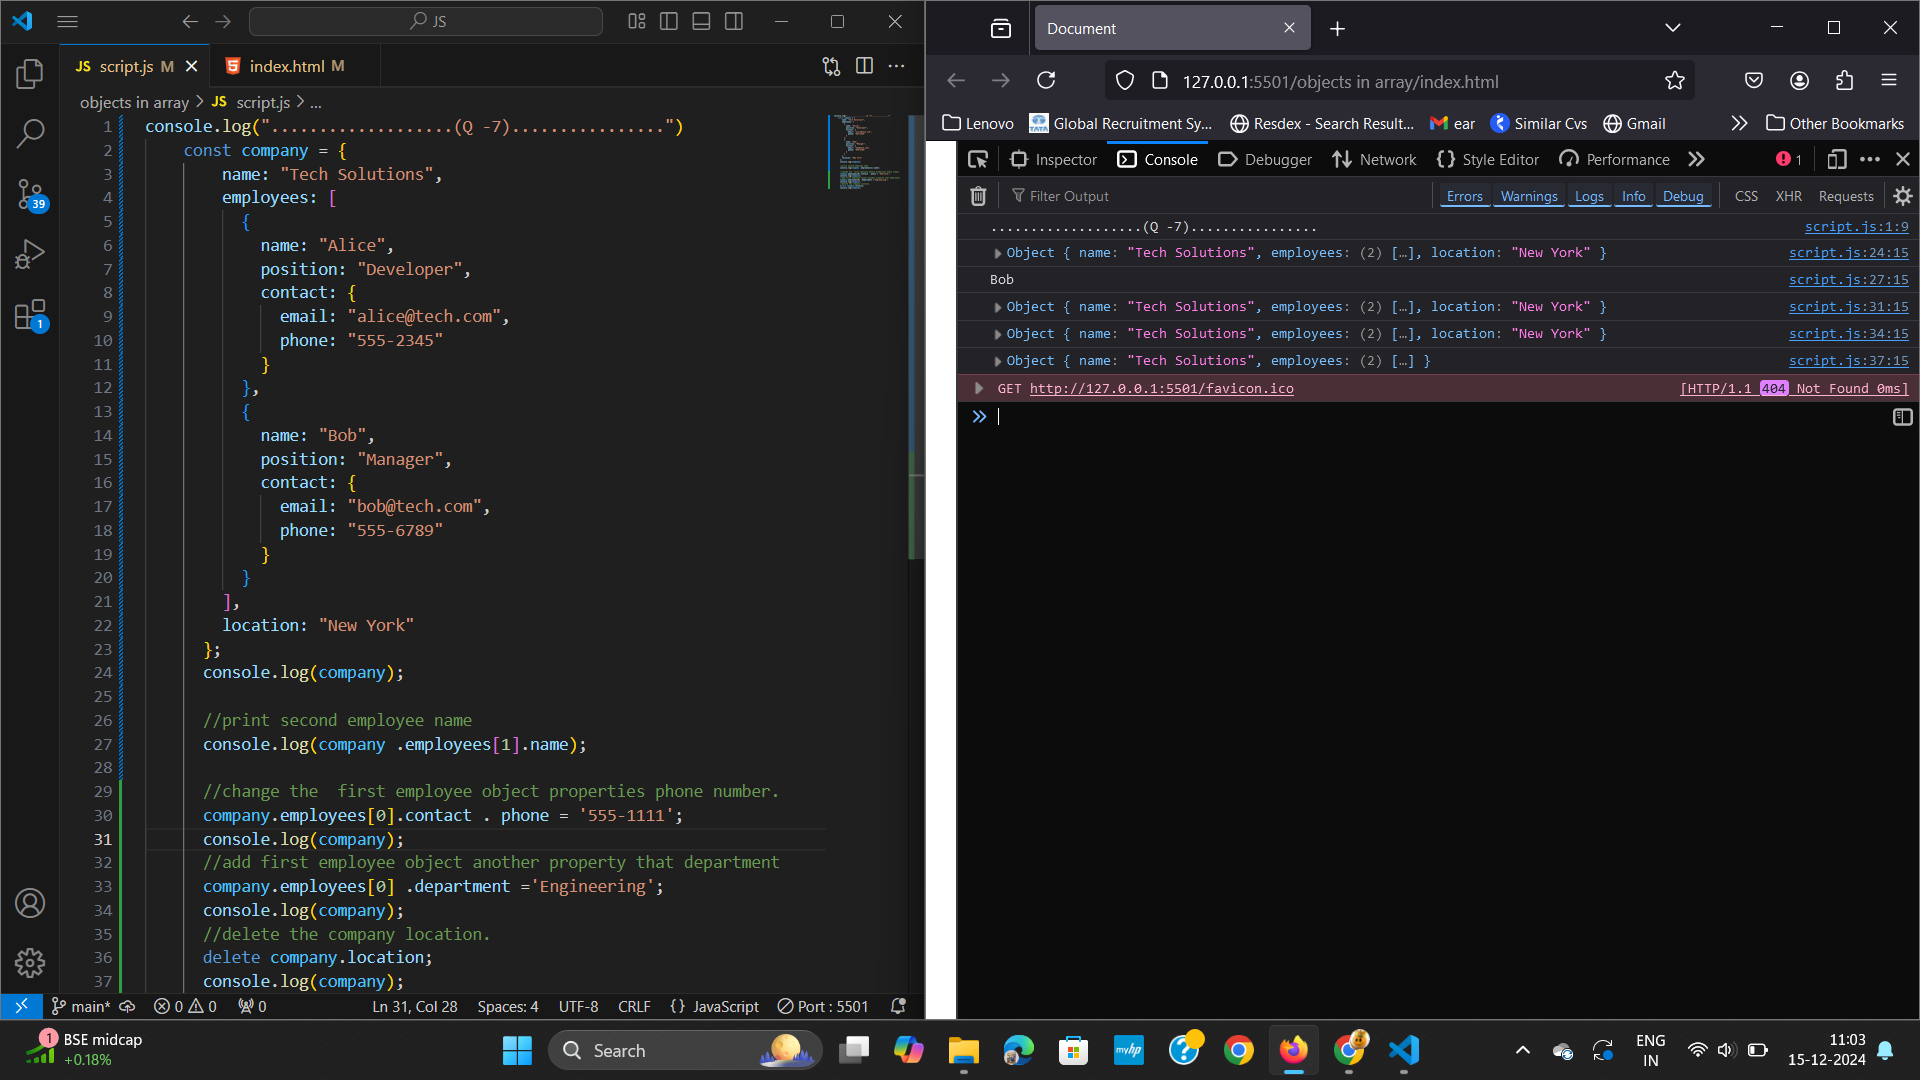 JS
JS script.js M
index.html M
objects in array > JS script.js > ...
1 console.log("...................(Q -7)................")
2 const company = {
3 name: "Tech Solutions",
4 employees: [
5 {
6 name: "Alice",
7 position: "Developer",
8 contact: {
9 email: "alice@tech.com",
10 phone: "555-2345"
11 }
12 },
13 {
14 name: "Bob",
15 position: "Manager",
16 contact: {
17 email: "bob@tech.com",
18 phone: "555-6789"
19 }
20 }
21 ],
22 location: "New York"
23 };
24 console.log(company);
25
26 //print second employee name
27 console.log(company .employees[1].name);
28
29 //change the  first employee object properties phone number.
30 company.employees[0].contact . phone = '555-1111';
31 console.log(company);
32 //add first employee object another property that department
33 company.employees[0] .department ='Engineering';
34 console.log(company);
35 //delete the company location.
36 delete company.location;
37 console.log(company);
39
1
main* 0 0 0 Ln 31, Col 28 Spaces: 4 UTF-8 CRLF {} JavaScript Port : 5501
Document
127.0.0.1:5501/objects in array/index.html
Lenovo Global Recruitment Sy... Resdex - Search Result... ear Similar Cvs Gmail Other Bookmarks
Inspector Console Debugger Network Style Editor Performance 1
Filter Output Errors Warnings Logs Info Debug CSS XHR Requests
...................(Q -7)................ script.js:1:9
Object { name: "Tech Solutions", employees: (2) […], location: "New York" } script.js:24:15
Bob script.js:27:15
Object { name: "Tech Solutions", employees: (2) […], location: "New York" } script.js:31:15
Object { name: "Tech Solutions", employees: (2) […], location: "New York" } script.js:34:15
Object { name: "Tech Solutions", employees: (2) […] } script.js:37:15
GET http://127.0.0.1:5501/favicon.ico [HTTP/1.1 404 Not Found 0ms]
1
BSE midcap
+0.18%
Search
myhp
ENG
IN
11:03
15-12-2024